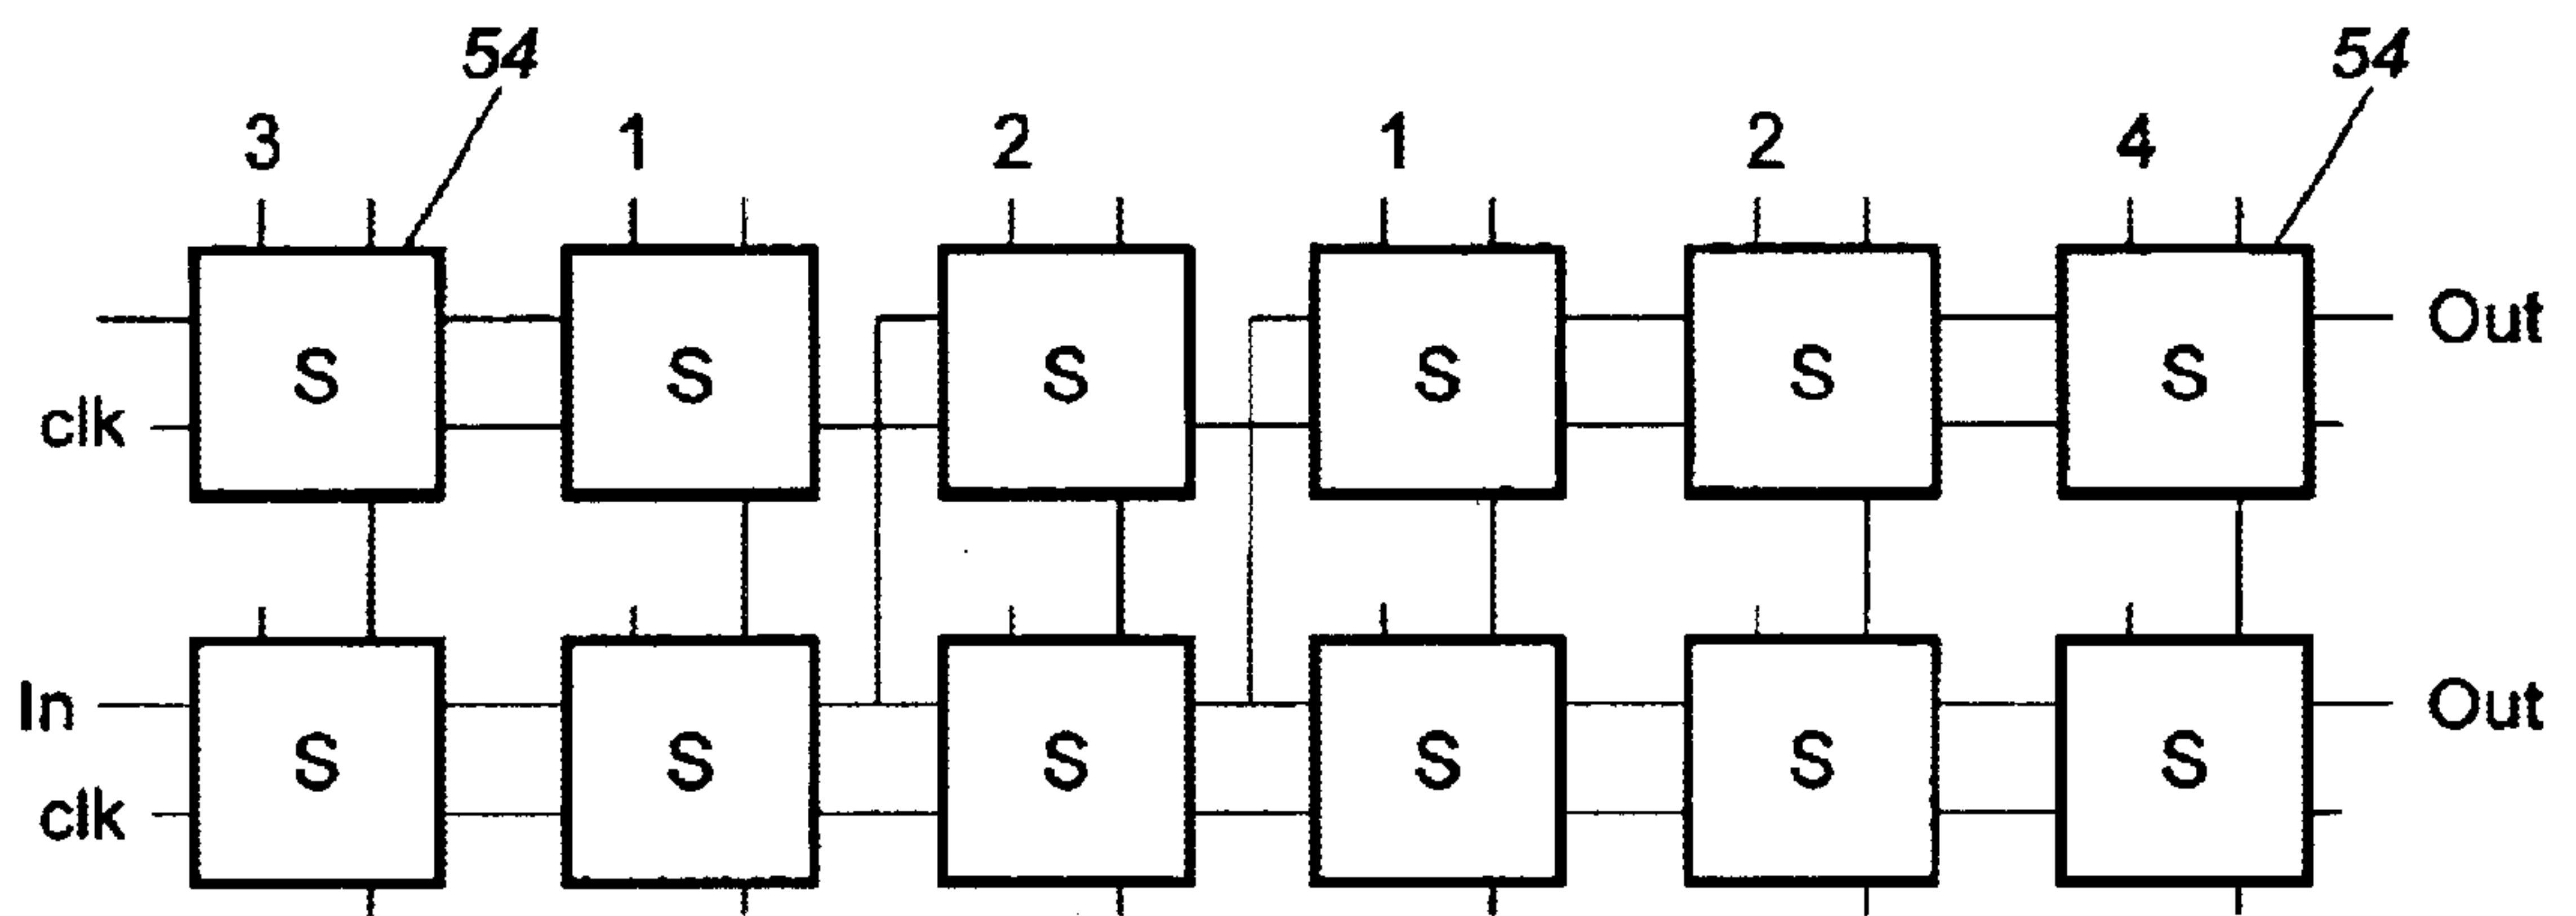 54 54
3 1 2 1 2 4
S S S S S S Out
clk
In S S S S S S Out
clk